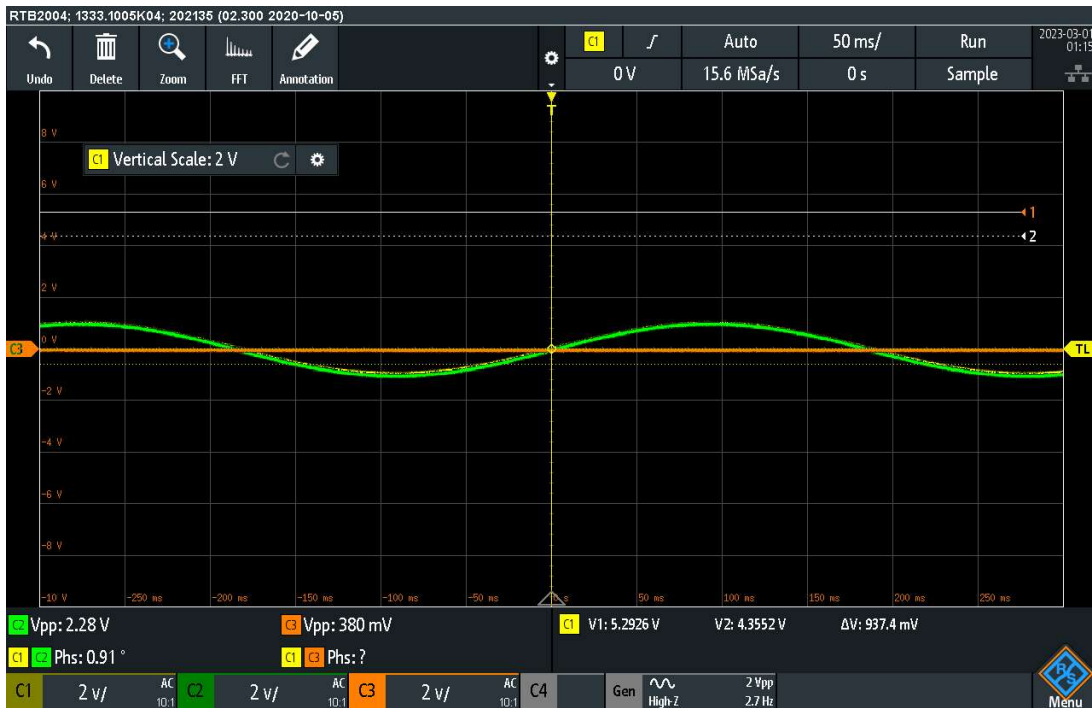 RTB2004; 1333.1005K04; 202135 (02.300 2020-10-05)
Undo Delete Zoom FFT Annotation
C1 Auto 50 ms/ Run
0 V 15.6 MSa/s 0 s Sample
2023-03-01
01:15
T
8 V
C1 Vertical Scale: 2 V
6 V
1
4 V
2
2 V
0 V
C3
TL
-2 V
-4 V
-6 V
-8 V
-10 V -250 ms -200 ms -150 ms -100 ms -50 ms s 50 ms 100 ms 150 ms 200 ms 250 ms
C2 Vpp: 2.28 V C3 Vpp: 380 mV C1 V1: 5.2926 V V2: 4.3552 V ΔV: 937.4 mV
C1 C2 Phs: 0.91 ° C1 C3 Phs: ?
C1 2 V/ AC 10:1 C2 2 V/ AC 10:1 C3 2 V/ AC 10:1 C4 Gen High-Z 2 Vpp 2.7 Hz
R S
Menu